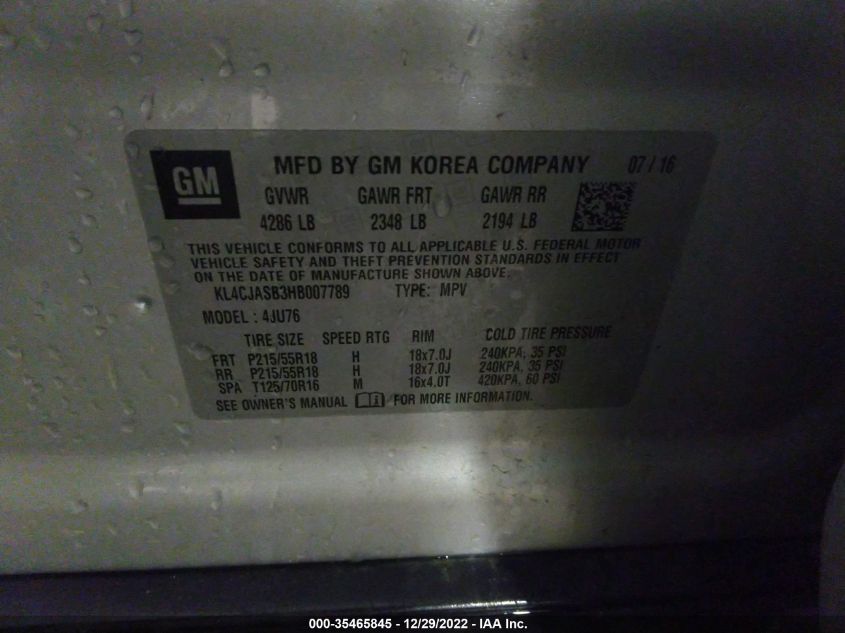 GM MFD BY GM KOREA COMPANY 07/16
GVWR GAWR FRT GAWR RR
4286 LB 2348 LB 2194 LB
THIS VEHICLE CONFORMS TO ALL APPLICABLE U.S. FEDERAL MOTOR
VEHICLE SAFETY AND THEFT PREVENTION STANDARDS IN EFFECT
ON THE DATE OF MANUFACTURE SHOWN ABOVE.
KL4CJASB3HB007789 TYPE: MPV
MODEL: 4JU76
TIRE SIZE SPEED RTG RIM COLD TIRE PRESSURE
FRT P215/55R18 H 18x7.0J 240KPA, 35 PSI
RR P215/55R18 H 18x7.0J 240KPA, 35 PSI
SPA T125/70R16 M 16x4.0T 420KPA, 60 PSI
SEE OWNER'S MANUAL FOR MORE INFORMATION.
000-35465845 - 12/29/2022 - IAA Inc.